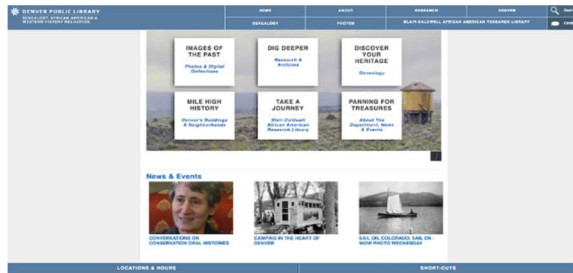 DENVER PUBLIC LIBRARY
GENEALOGY, AFRICAN AMERICAN &
WESTERN HISTORY RESOURCES
HOME
ABOUT
RESEARCH
DENVER
GENEALOGY
PHOTOS
BLAIR-CALDWELL AFRICAN AMERICAN RESEARCH LIBRARY
IMAGES OF
THE PAST
Photos & Digital
Collections
DIG DEEPER
Research &
Archives
DISCOVER
YOUR
HERITAGE
Genealogy
MILE HIGH
HISTORY
Denver's Buildings
& Neighborhoods
TAKE A
JOURNEY
Blair-Caldwell
African American
Research Library
PANNING FOR
TREASURES
About The
Department, News
& Events
News & Events
CONVERSATIONS ON
CONSERVATION ORAL HISTORIES
CAMPING IN THE HEART OF
DENVER
SAIL ON, COLORADO, SAIL ON -
WOW PHOTO WEDNESDAY
LOCATIONS & HOURS
SHORT-CUTS